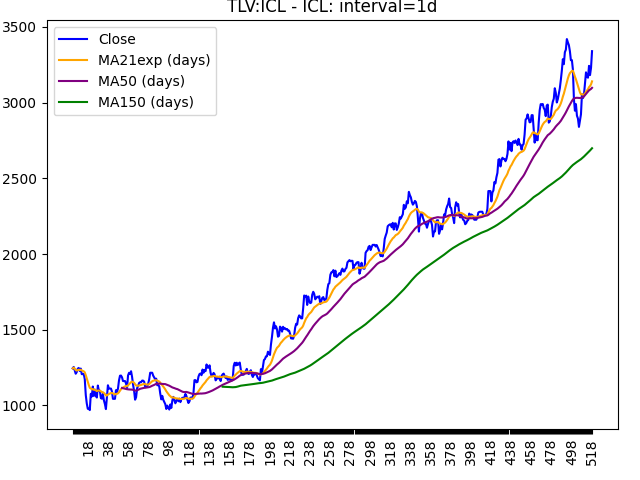 TLV:ICL - ICL: interval=1d
Close
MA21exp (days)
MA50 (days)
MA150 (days)
3500
3000
2500
2000
1500
1000
18 38 58 78 98 118 138 158 178 198 218 238 258 278 298 318 338 358 378 398 418 438 458 478 498 518